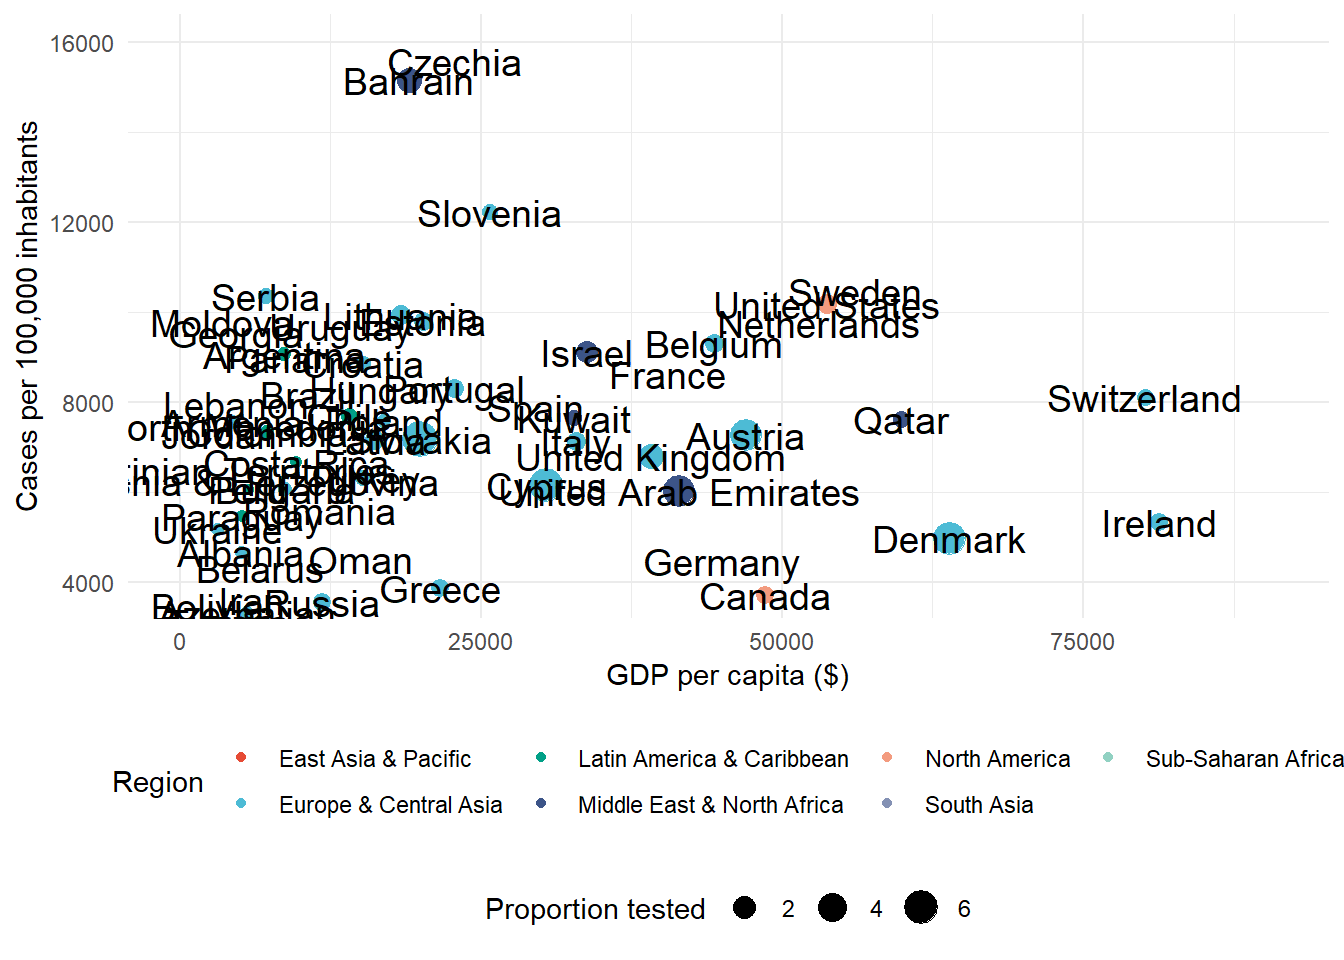 16000
12000
8000
4000
Cases per 100,000 inhabitants
Czechia
Bahrain
Slovenia
Serbia
Sweden
United States
Netherlands
Moldova
Lithuania
Estonia
Georgia
Uruguay
Argentina
Panama
Croatia
Israel
Belgium
France
Brazil
Hungary
Portugal
Switzerland
Lebanon
Spain
Kuwait
Qatar
Armenia
Chile
Poland
Jordan
Latvia
Slovakia
Italy
Austria
Costa Rica
United Kingdom
Turkey
Bulgaria
Cyprus
United Arab Emirates
Romania
Paraguay
Ukraine
Ireland
Denmark
Albania
Oman
Belarus
Germany
Greece
Canada
Iran
Bolivia
Russia
Azerbaijan
0
25000
50000
75000
GDP per capita ($)
Region
East Asia & Pacific
Latin America & Caribbean
North America
Sub-Saharan Africa
Europe & Central Asia
Middle East & North Africa
South Asia
Proportion tested
2
4
6